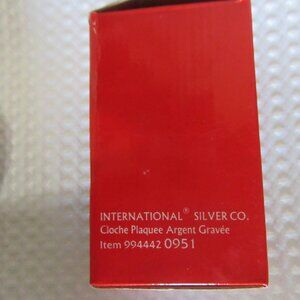 INTERNATIONAL® SILVER CO.
Cloche Plaquee Argent Gravée
Item 994442 0951